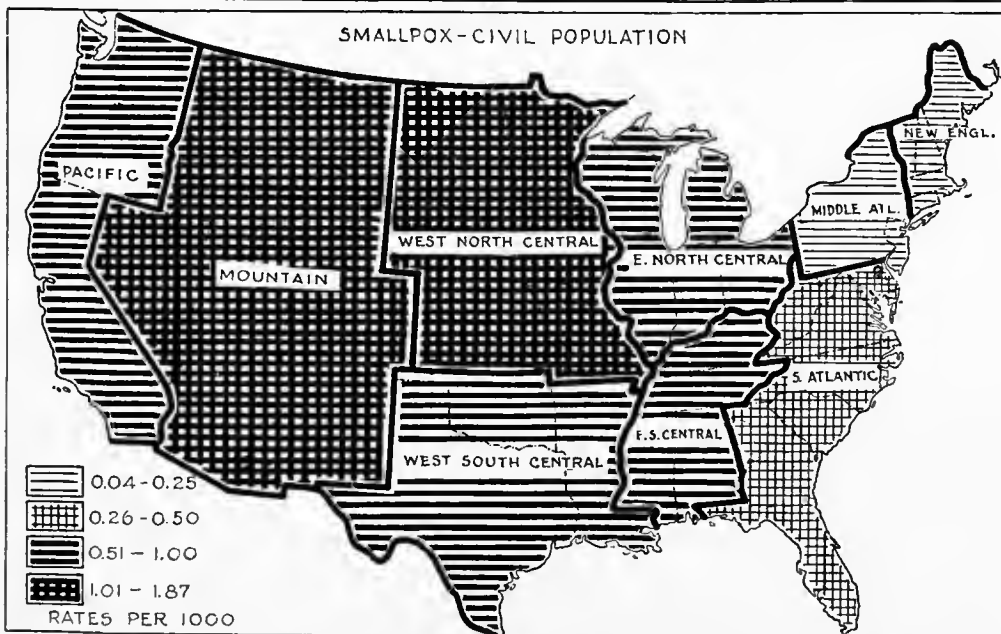 SMALLPOX-CIVIL POPULATION
NEW ENGL.
PACIFIC
MIDDLE ATL.
WEST NORTH CENTRAL
E. NORTH CENTRAL
MOUNTAIN
S. ATLANTIC
E.S. CENTRAL
WEST SOUTH CENTRAL
0.04-0.25
0.26-0.50
0.51-1.00
1.01-1.87
RATES PER 1000